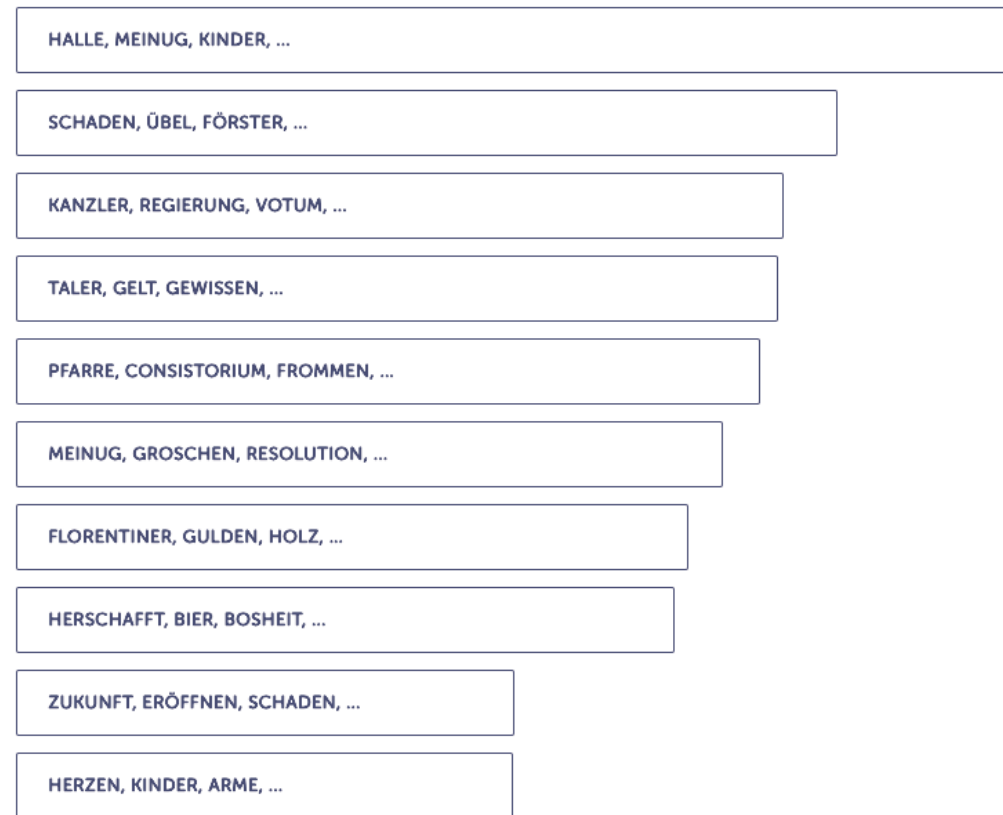 HALLE, MEINUG, KINDER, ...
SCHADEN, ÜBEL, FÖRSTER, ...
KANZLER, REGIERUNG, VOTUM, ...
TALER, GELT, GEWISSEN, ...
PFARRE, CONSISTORIUM, FROMMEN, ...
MEINUG, GROSCHEN, RESOLUTION, ...
FLORENTINER, GULDEN, HOLZ, ...
HERSCHAFFT, BIER, BOSHEIT, ...
ZUKUNFT, ERÖFFNEN, SCHADEN, ...
HERZEN, KINDER, ARME, ...